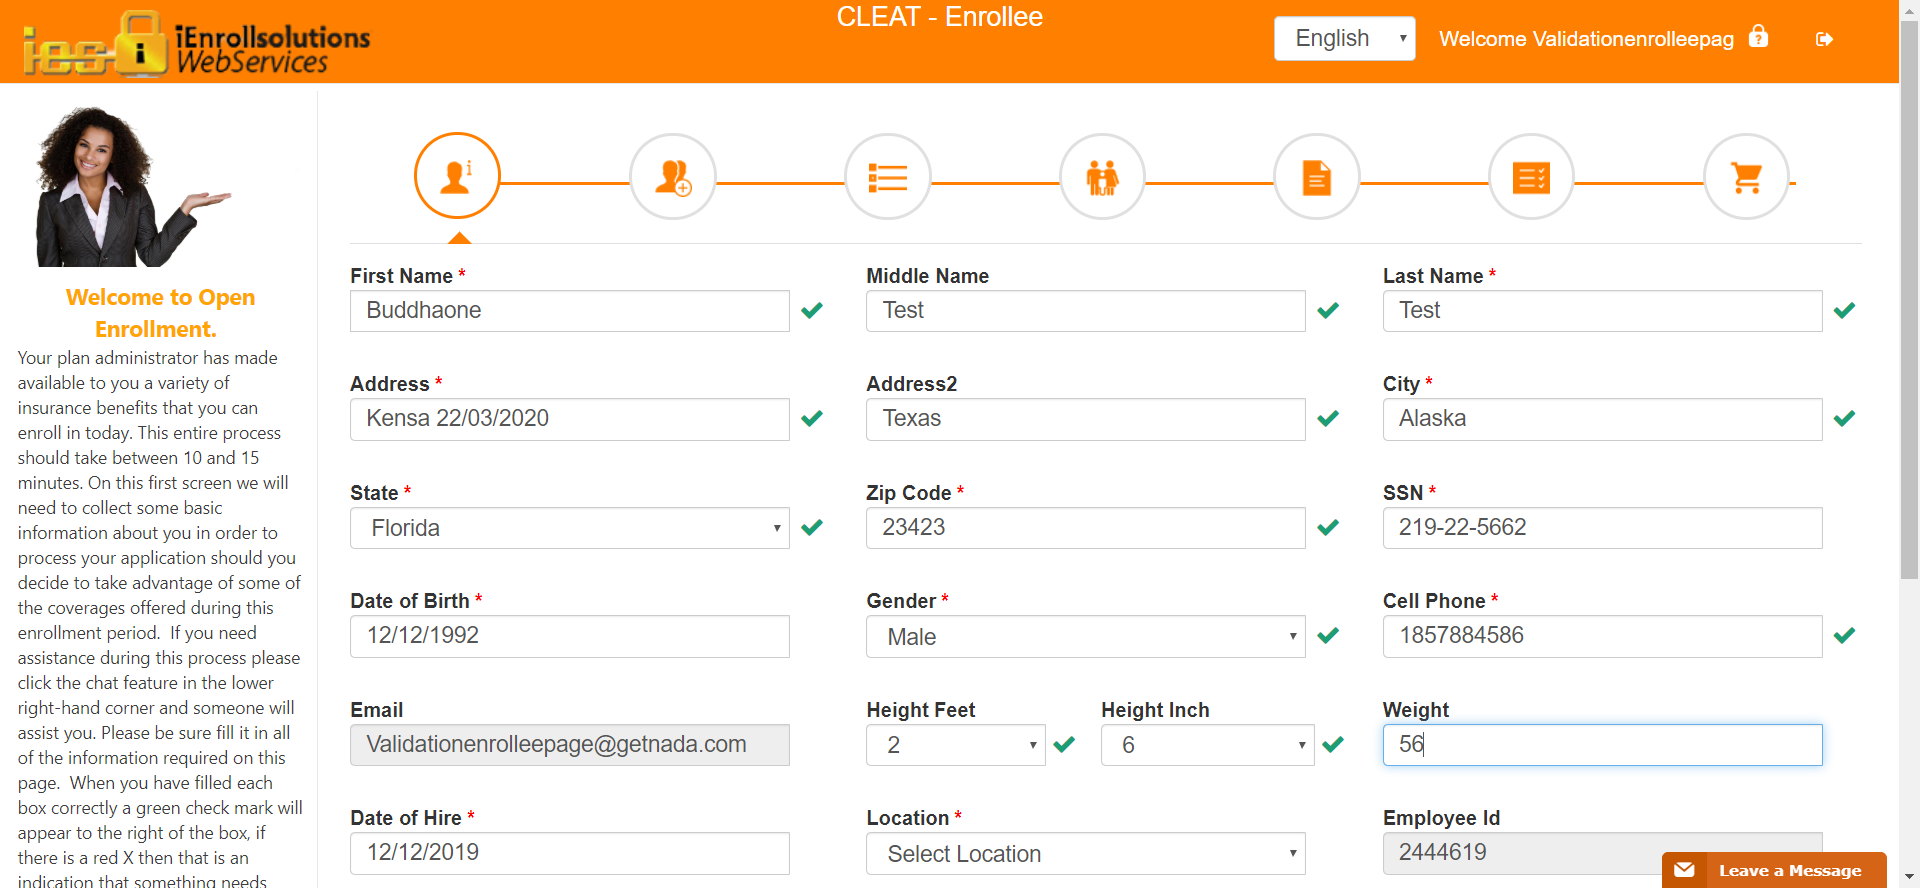 CLEAT - Enrollee
ies
i
iEnrollsolutions
WebServices
English
Welcome Validationenrolleepag
?
Welcome to Open
Enrollment.
Your plan administrator has made
available to you a variety of
insurance benefits that you can
enroll in today. This entire process
should take between 10 and 15
minutes. On this first screen we will
need to collect some basic
information about you in order to
process your application should you
decide to take advantage of some of
the coverages offered during this
enrollment period.  If you need
assistance during this process please
click the chat feature in the lower
right-hand corner and someone will
assist you. Please be sure fill it in all
of the information required on this
page.  When you have filled each
box correctly a green check mark will
appear to the right of the box, if
there is a red X then that is an
indication that something needs
i
First Name *
Buddhaone
Middle Name
Test
Last Name *
Test
Address *
Kensa 22/03/2020
Address2
Texas
City *
Alaska
State *
Florida
Zip Code *
23423
SSN *
219-22-5662
Date of Birth *
12/12/1992
Gender *
Male
Cell Phone *
1857884586
Email
Validationenrolleepage@getnada.com
Height Feet
2
Height Inch
6
Weight
56
Date of Hire *
12/12/2019
Location *
Select Location
Employee Id
2444619
Leave a Message